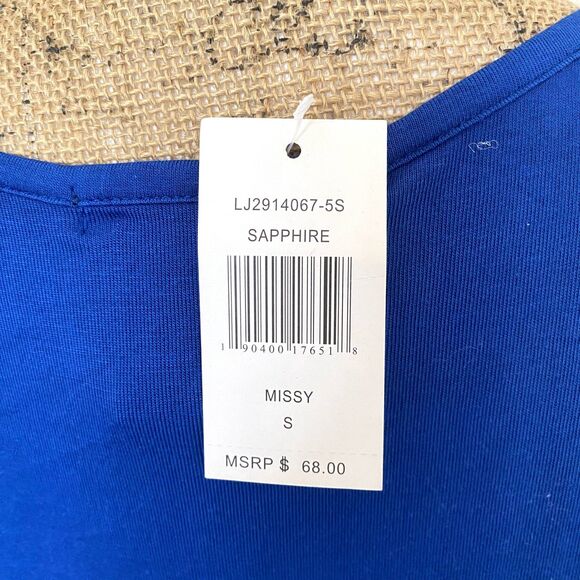 LJ2914067-5S
SAPPHIRE
1 90400 17651 8
MISSY
S
MSRP $ 68.00